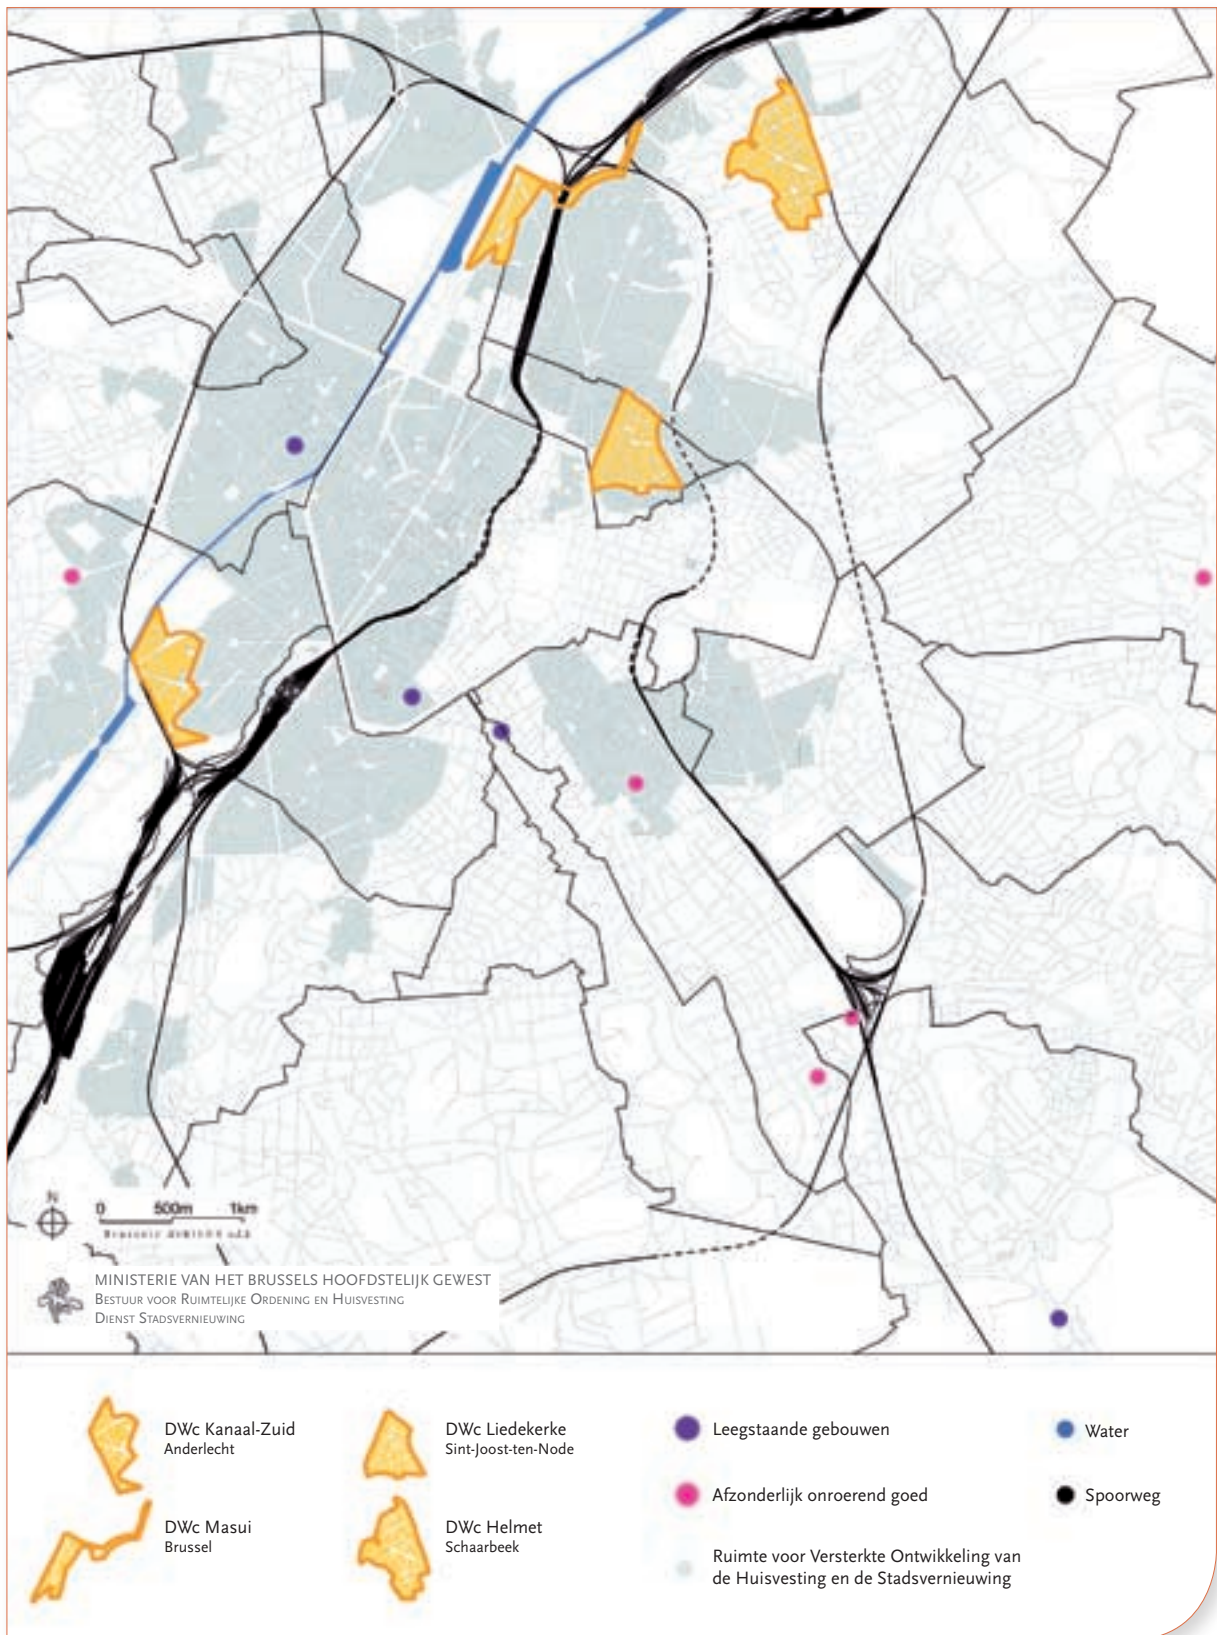 N
0 500m 1km
MINISTERIE VAN HET BRUSSELS HOOFDSTELIJK GEWEST
BESTUUR VOOR RUIMTELIJKE ORDENING EN HUISVESTING
DIENST STADSVERNIEUWING
DWc Kanaal-Zuid
Anderlecht
DWc Masui
Brussel
DWc Liedekerke
Sint-Joost-ten-Node
DWc Helmet
Schaarbeek
Leegstaande gebouwen
Afzonderlijk onroerend goed
Ruimte voor Versterkte Ontwikkeling van
de Huisvesting en de Stadsvernieuwing
Water
Spoorweg